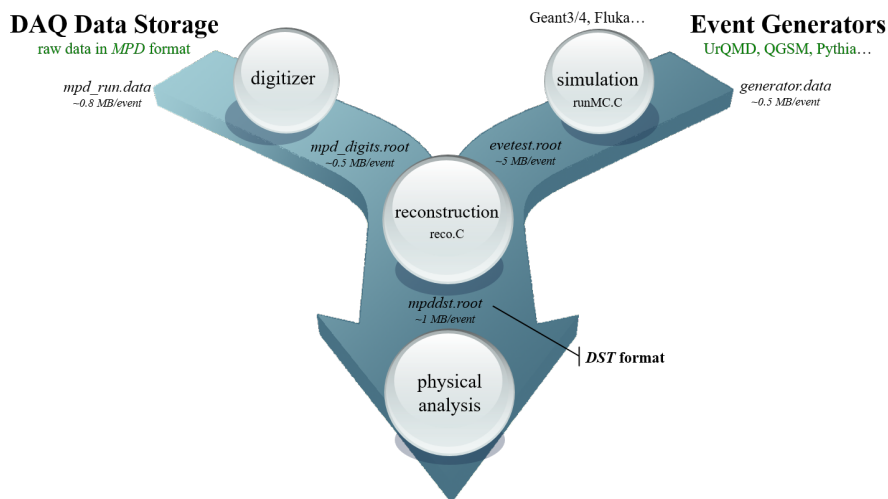 DAQ Data Storage
raw data in MPD format
Geant3/4, Fluka…
Event Generators
UrQMD, QGSM, Pythia…
mpd_run.data
~0.8 MB/event
digitizer
simulation
runMC.C
generator.data
~0.5 MB/event
mpd_digits.root
~0.5 MB/event
evetest.root
~5 MB/event
reconstruction
reco.C
mpddst.root
~1 MB/event
DST format
physical
analysis